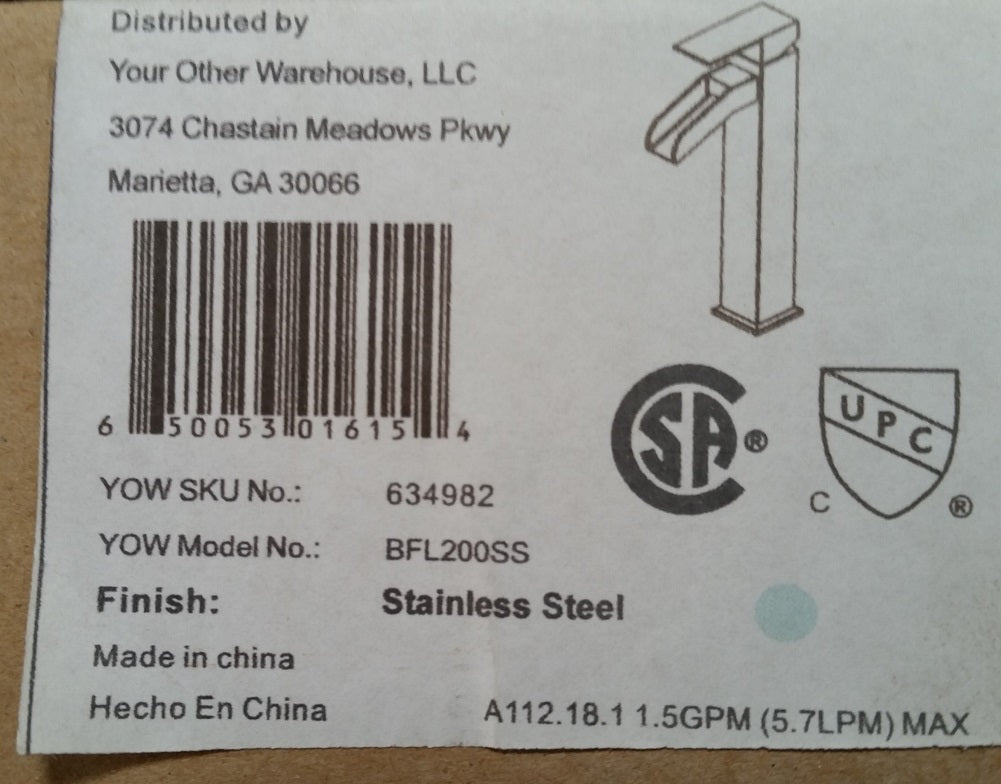 Distributed by
Your Other Warehouse, LLC
3074 Chastain Meadows Pkwy
Marietta, GA 30066
6 50053 01615 4
YOW SKU No.: 634982
YOW Model No.: BFL200SS
Finish: Stainless Steel
Made in china
Hecho En China
A112.18.1 1.5GPM (5.7LPM) MAX
CSA®
UPC
C ®